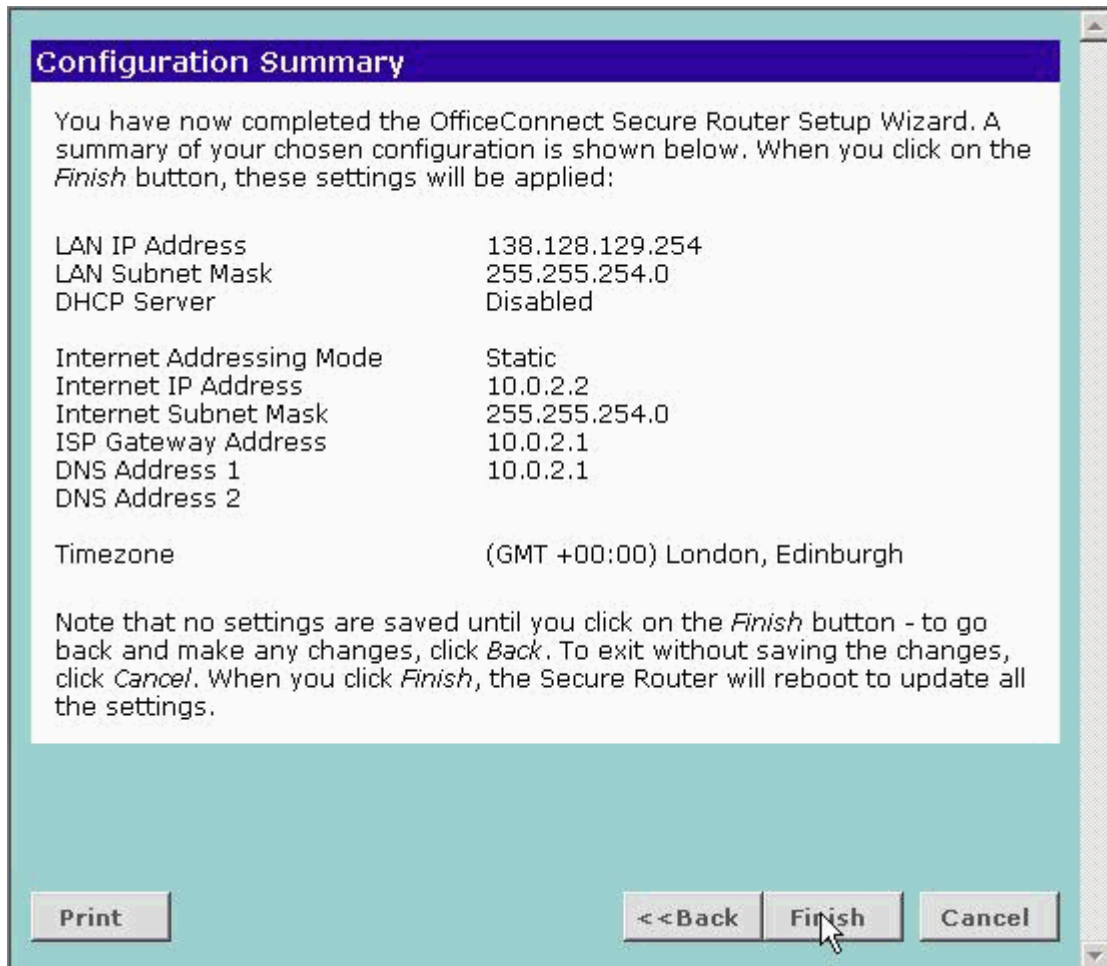 Configuration Summary
You have now completed the OfficeConnect Secure Router Setup Wizard. A
summary of your chosen configuration is shown below. When you click on the
Finish button, these settings will be applied:
LAN IP Address 138.128.129.254
LAN Subnet Mask 255.255.254.0
DHCP Server Disabled
Internet Addressing Mode Static
Internet IP Address 10.0.2.2
Internet Subnet Mask 255.255.254.0
ISP Gateway Address 10.0.2.1
DNS Address 1 10.0.2.1
DNS Address 2
Timezone (GMT +00:00) London, Edinburgh
Note that no settings are saved until you click on the Finish button - to go
back and make any changes, click Back. To exit without saving the changes,
click Cancel. When you click Finish, the Secure Router will reboot to update all
the settings.
Print <<Back Finish Cancel